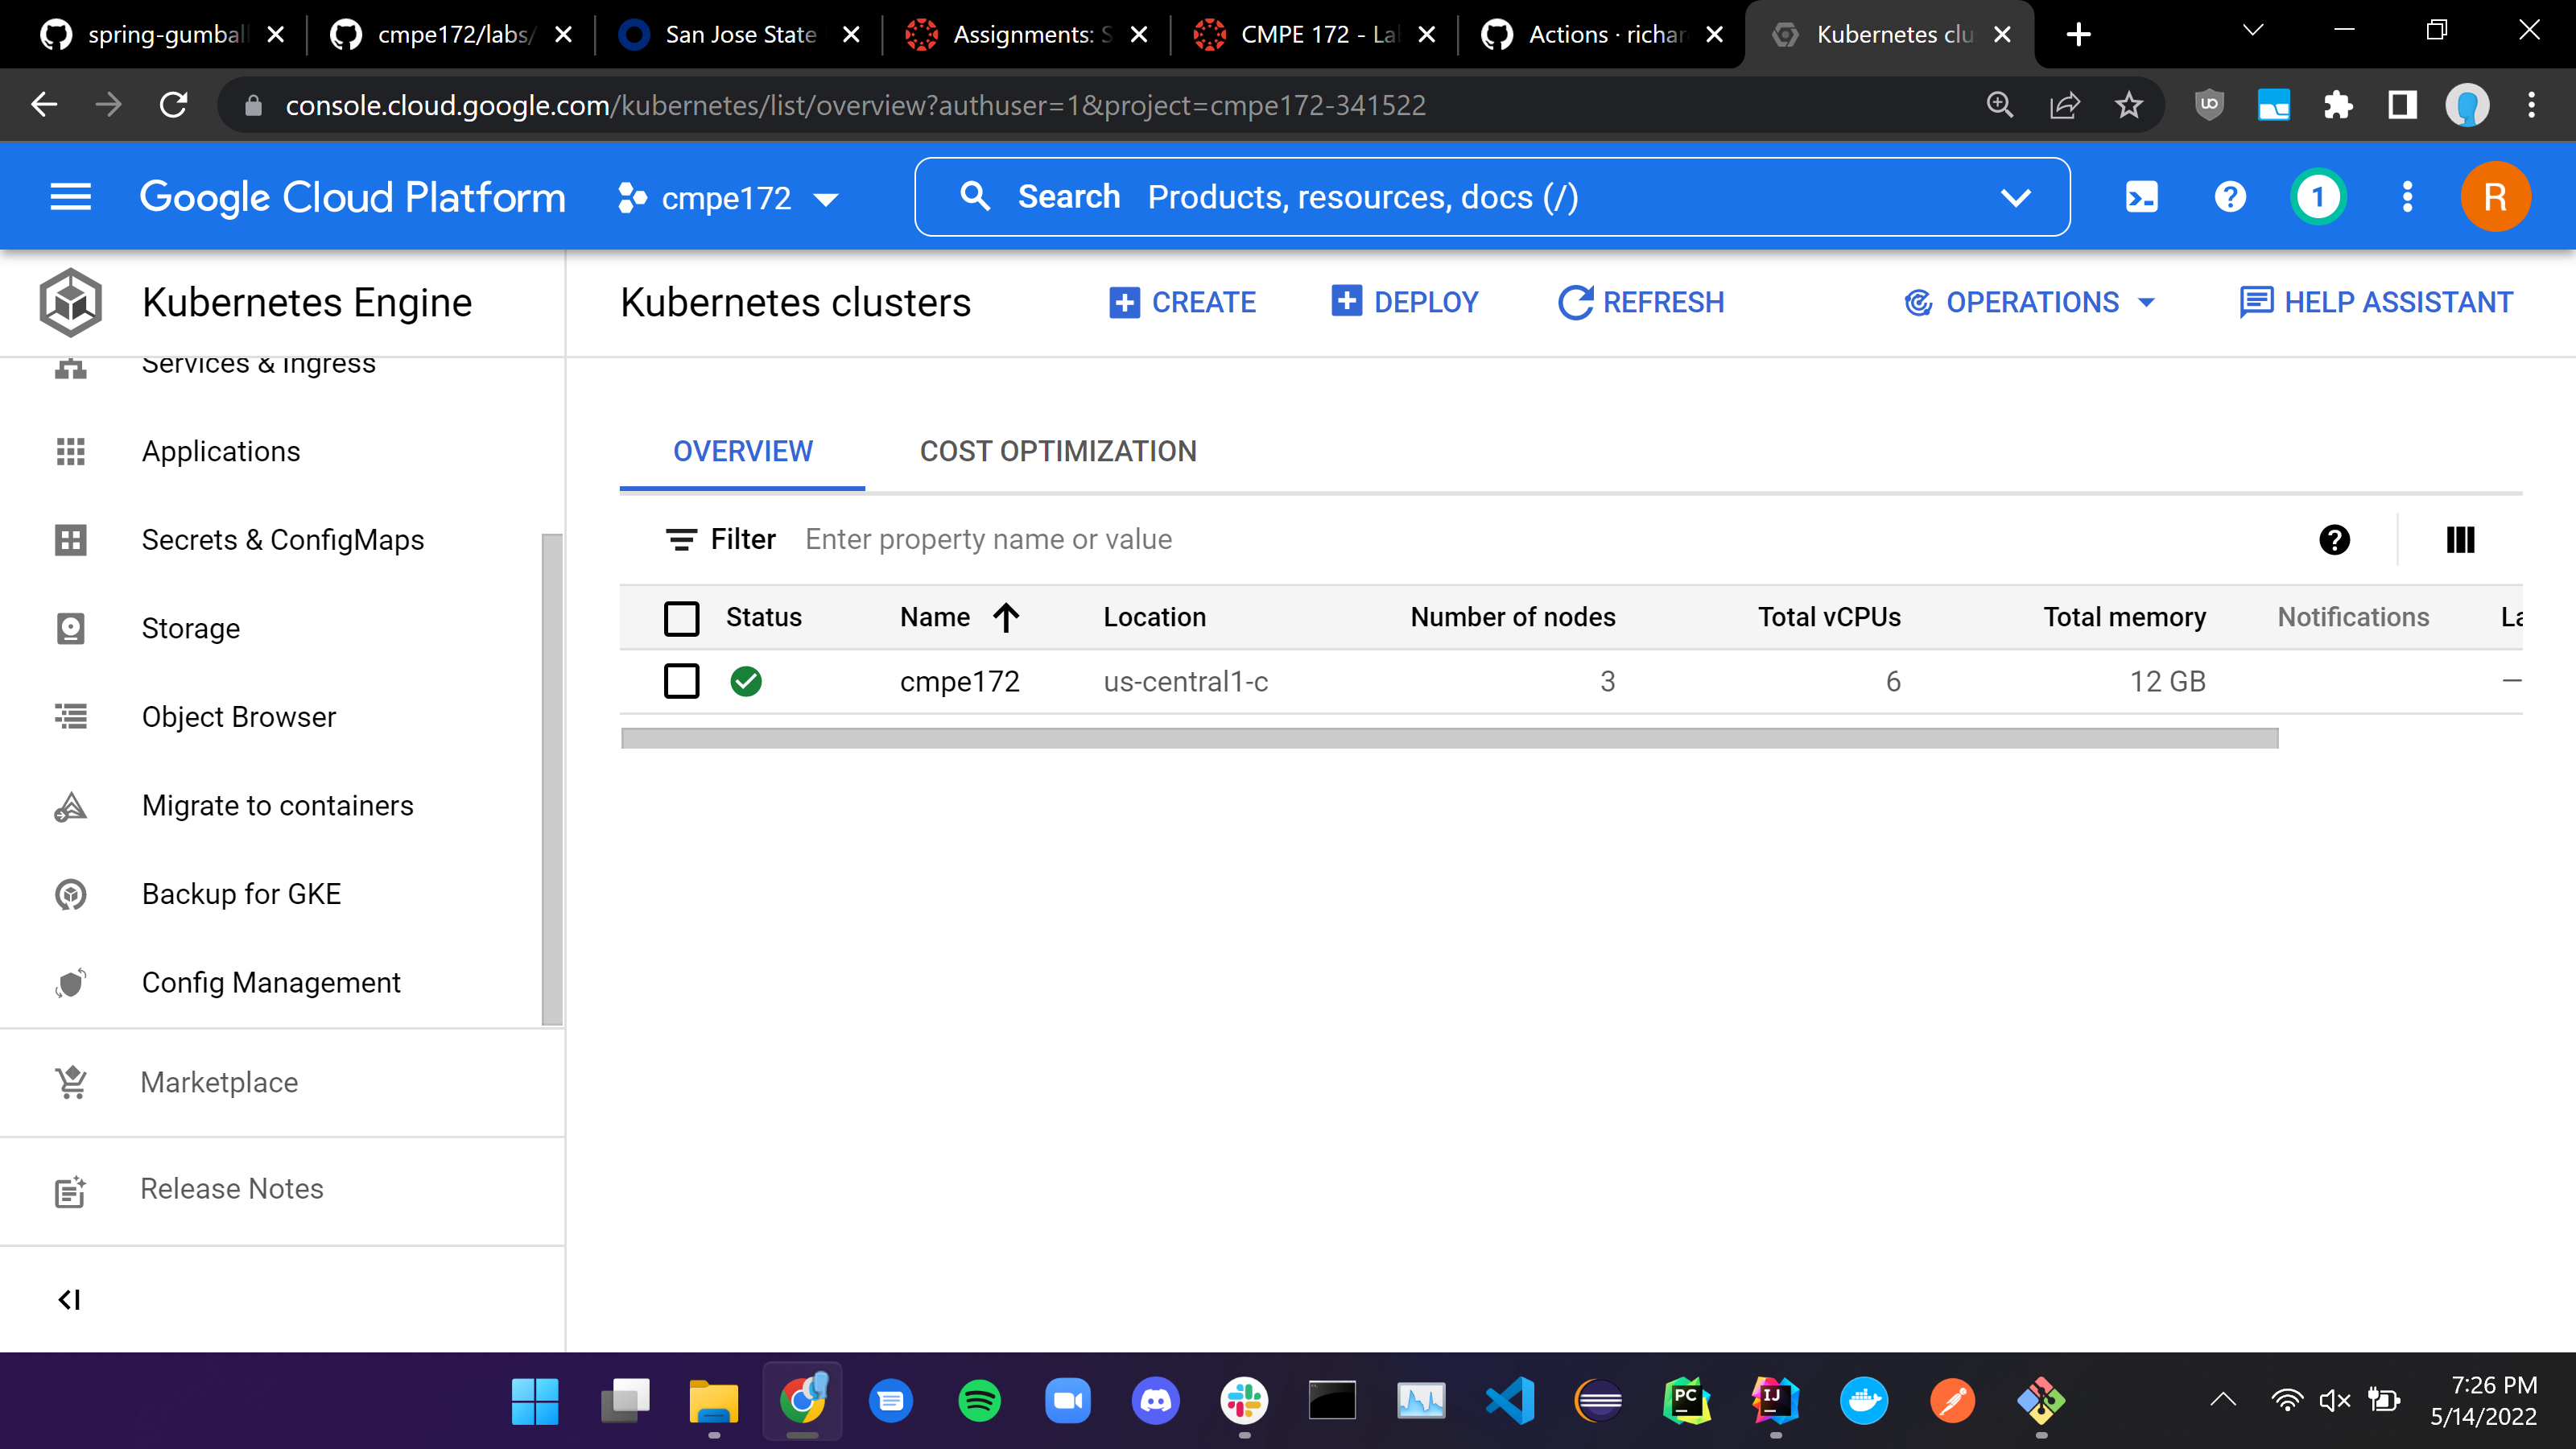 spring-gumball
cmpe172/labs/
San Jose State
Assignments: S
CMPE 172 - La
Actions · richar
Kubernetes clu
console.cloud.google.com/kubernetes/list/overview?authuser=1&project=cmpe172-341522
Google Cloud Platform
cmpe172
Search Products, resources, docs (/)
1
R
Kubernetes Engine
Kubernetes clusters
CREATE
DEPLOY
REFRESH
OPERATIONS
HELP ASSISTANT
Services & Ingress
Applications
Secrets & ConfigMaps
Storage
Object Browser
Migrate to containers
Backup for GKE
Config Management
Marketplace
Release Notes
OVERVIEW
COST OPTIMIZATION
Filter Enter property name or value
Status Name Location Number of nodes Total vCPUs Total memory Notifications La
cmpe172 us-central1-c 3 6 12 GB —
PC
IJ
7:26 PM
5/14/2022